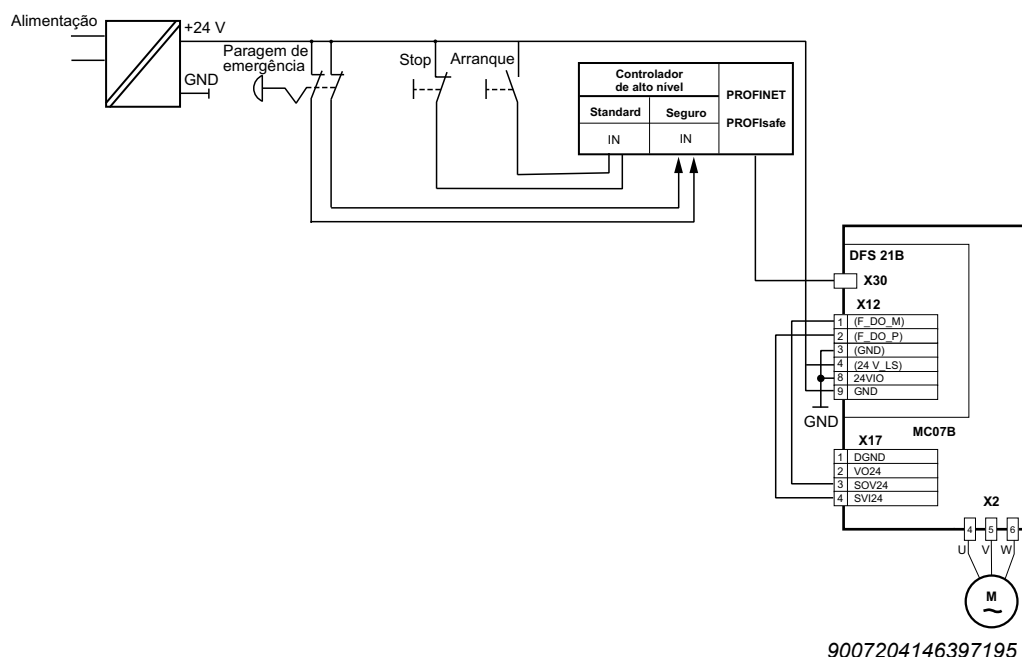 Alimentação
+24 V
GND
Paragem de
emergência
Stop
Arranque
Controlador
de alto nível
PROFINET
PROFIsafe
Standard
Seguro
IN
IN
DFS 21B
X30
X12
1 (F_DO_M)
2 (F_DO_P)
3 (GND)
4 (24 V_LS)
8 24VIO
9 GND
GND
MC07B
X17
1 DGND
2 VO24
3 SOV24
4 SVI24
X2
4 5 6
U V W
M
~
9007204146397195